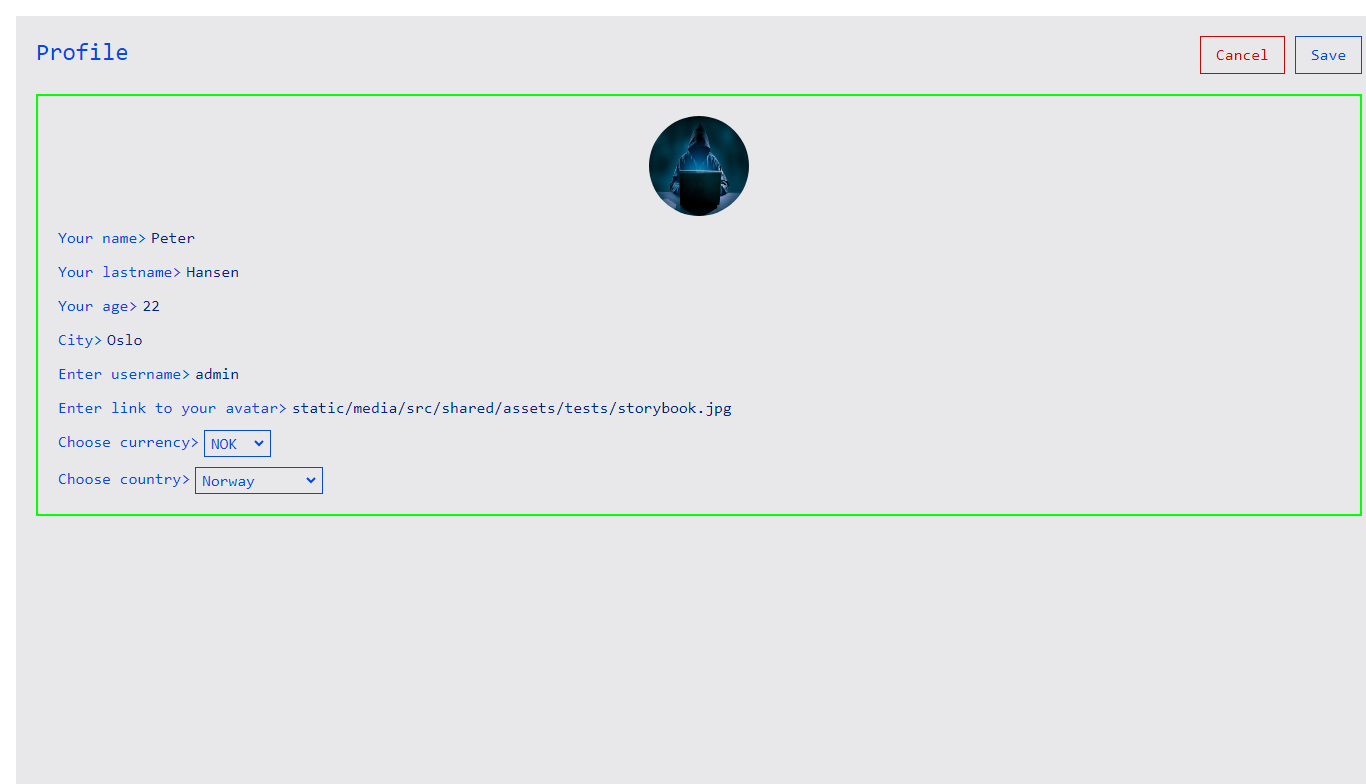 Profile
Cancel
Save
Your name> Peter
Your lastname> Hansen
Your age> 22
City> Oslo
Enter username> admin
Enter link to your avatar> static/media/src/shared/assets/tests/storybook.jpg
Choose currency> NOK
Choose country> Norway